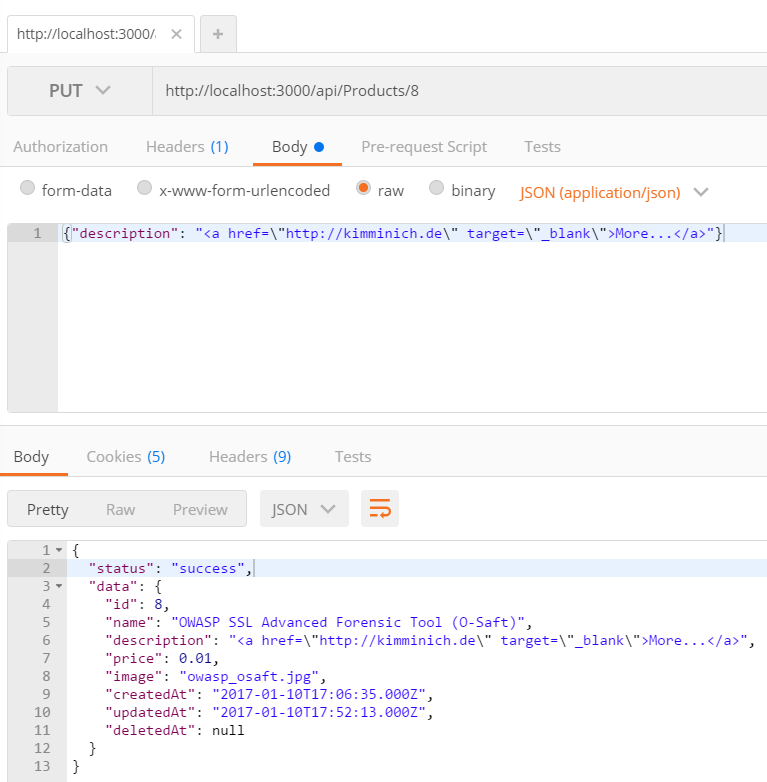 http://localhost:3000/
PUT http://localhost:3000/api/Products/8
Authorization Headers (1) Body Pre-request Script Tests
form-data x-www-form-urlencoded raw binary JSON (application/json)
1 {"description": "<a href=\"http://kimminich.de\" target=\"_blank\">More...</a>"}
Body Cookies (5) Headers (9) Tests
Pretty Raw Preview JSON
1 {
2 "status": "success",
3 "data": {
4 "id": 8,
5 "name": "OWASP SSL Advanced Forensic Tool (O-Saft)",
6 "description": "<a href=\"http://kimminich.de\" target=\"_blank\">More...</a>",
7 "price": 0.01,
8 "image": "owasp_osaft.jpg",
9 "createdAt": "2017-01-10T17:06:35.000Z",
10 "updatedAt": "2017-01-10T17:52:13.000Z",
11 "deletedAt": null
12 }
13 }